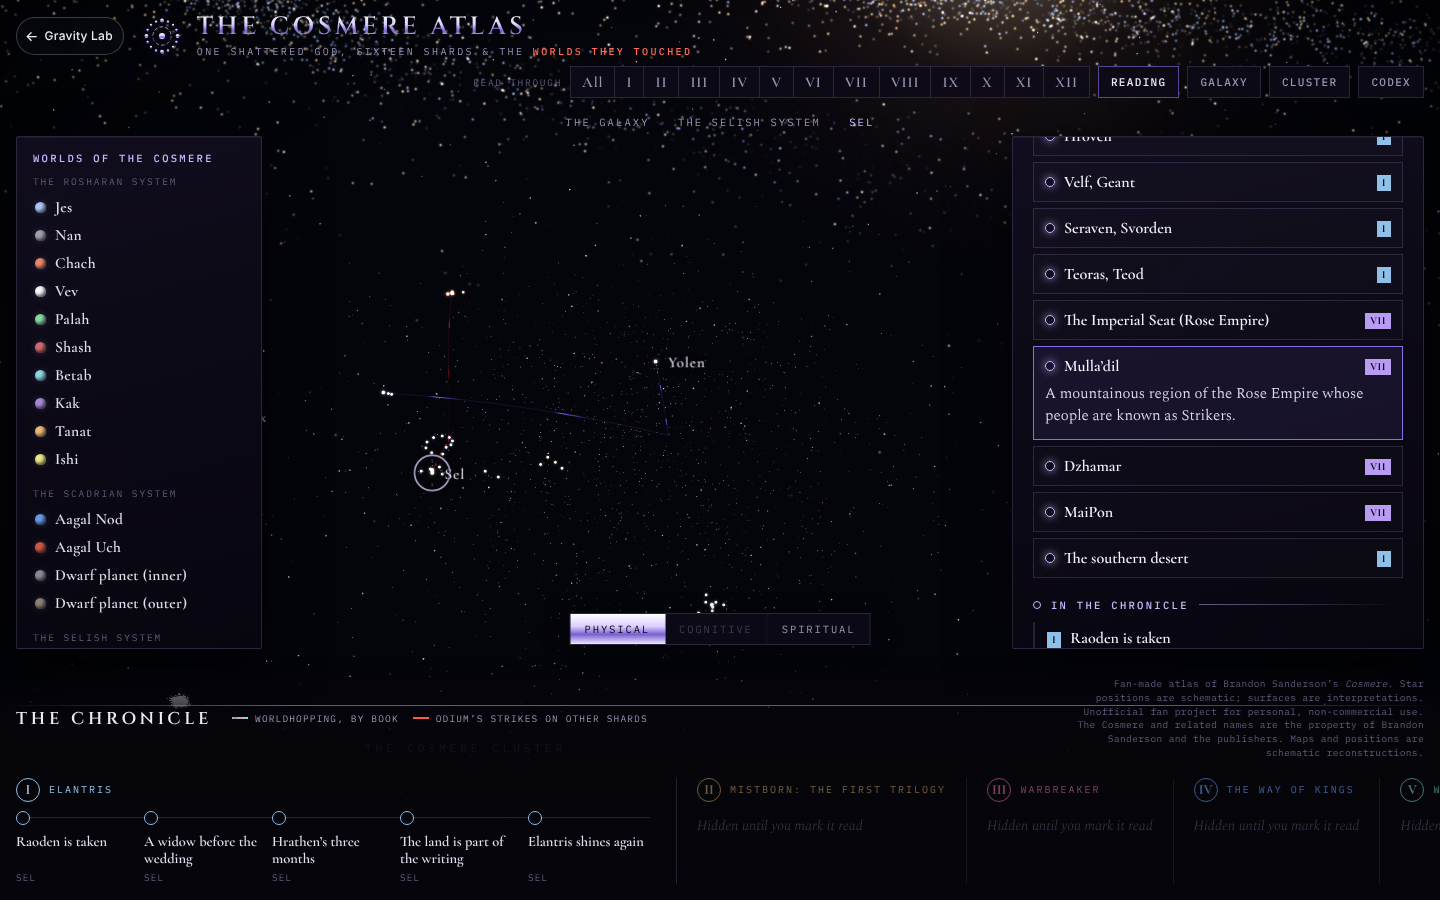 ← Gravity Lab
THE COSMERE ATLAS
ONE SHATTERED GOD, SIXTEEN SHARDS & THE WORLDS THEY TOUCHED
READ THROUGH All I II III IV V VI VII VIII IX X XI XII READING GALAXY CLUSTER CODEX
THE GALAXY THE SELISH SYSTEM SEL
WORLDS OF THE COSMERE
THE ROSHARAN SYSTEM
Jes
Nan
Chach
Vev
Palah
Shash
Betab
Kak
Tanat
Ishi
THE SCADRIAN SYSTEM
Aagal Nod
Aagal Uch
Dwarf planet (inner)
Dwarf planet (outer)
THE SELISH SYSTEM
Yolen
Sel
PHYSICAL COGNITIVE SPIRITUAL
Hroven I
Velf, Geant I
Seraven, Svorden I
Teoras, Teod I
The Imperial Seat (Rose Empire) VII
Mulla’dil VII
A mountainous region of the Rose Empire whose
people are known as Strikers.
Dzhamar VII
MaiPon VII
The southern desert I
IN THE CHRONICLE
I Raoden is taken
Fan-made atlas of Brandon Sanderson’s Cosmere. Star
positions are schematic; surfaces are interpretations.
Unofficial fan project for personal, non-commercial use.
The Cosmere and related names are the property of Brandon
Sanderson and the publishers. Maps and positions are
schematic reconstructions.
THE CHRONICLE WORLDHOPPING, BY BOOK ODIUM’S STRIKES ON OTHER SHARDS
THE COSMERE CLUSTER
I ELANTRIS
Raoden is taken
SEL
A widow before the
wedding
SEL
Hrathen’s three
months
SEL
The land is part of
the writing
SEL
Elantris shines again
SEL
II MISTBORN: THE FIRST TRILOGY
Hidden until you mark it read
III WARBREAKER
Hidden until you mark it read
IV THE WAY OF KINGS
Hidden until you mark it read
V W
Hidden